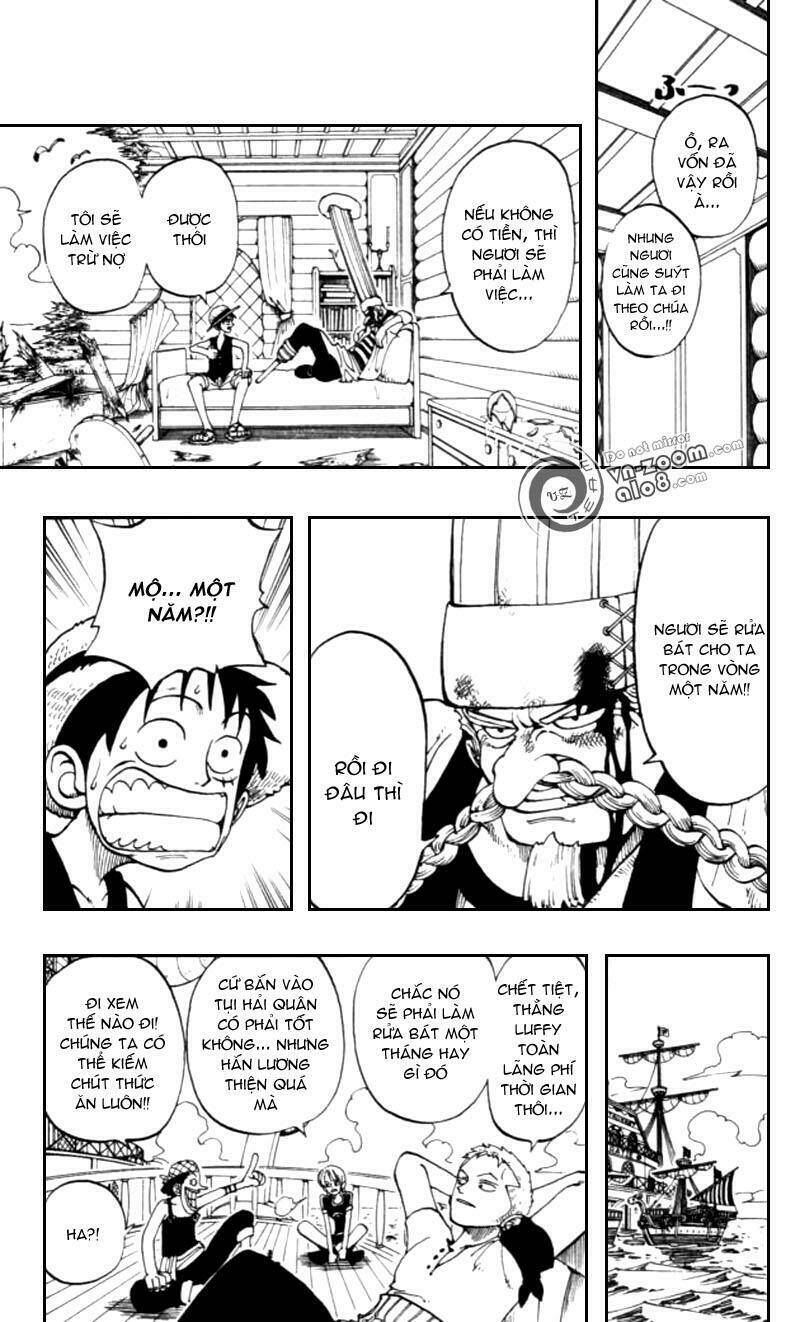 ふーっ
Ồ, RA
VỐN ĐÃ
VẬY RỒI
À...
NHƯNG
NGƯƠI
CŨNG SUÝT
LÀM TA ĐI
THEO CHÚA
RỒI...!!
NẾU KHÔNG
CÓ TIỀN, THÌ
NGƯƠI SẼ
PHẢI LÀM
VIỆC...
ĐƯỢC
THÔI
TÔI SẼ
LÀM VIỆC
TRỪ NỢ
Do not mirror
vn-zoom.com
alo8.com
NGƯƠI SẼ RỬA
BÁT CHO TA
TRONG VÒNG
MỘT NĂM!!
RỒI ĐI
ĐÂU THÌ
ĐI
MỘ... MỘT
NĂM?!!
CHẾT TIỆT,
THẰNG
LUFFY
TOÀN
LÃNG PHÍ
THỜI GIAN
THÔI...
CHẮC NÓ
SẼ PHẢI LÀM
RỬA BÁT MỘT
THÁNG HAY
GÌ ĐÓ
CỨ BẮN VÀO
TỤI HẢI QUÂN
CÓ PHẢI TỐT
KHÔNG... NHƯNG
HẮN LƯƠNG
THIỆN QUÁ
MÀ
ĐI XEM
THẾ NÀO ĐI!
CHÚNG TA CÓ
THỂ KIẾM
CHÚT THỨC
ĂN LUÔN!!
HA?!